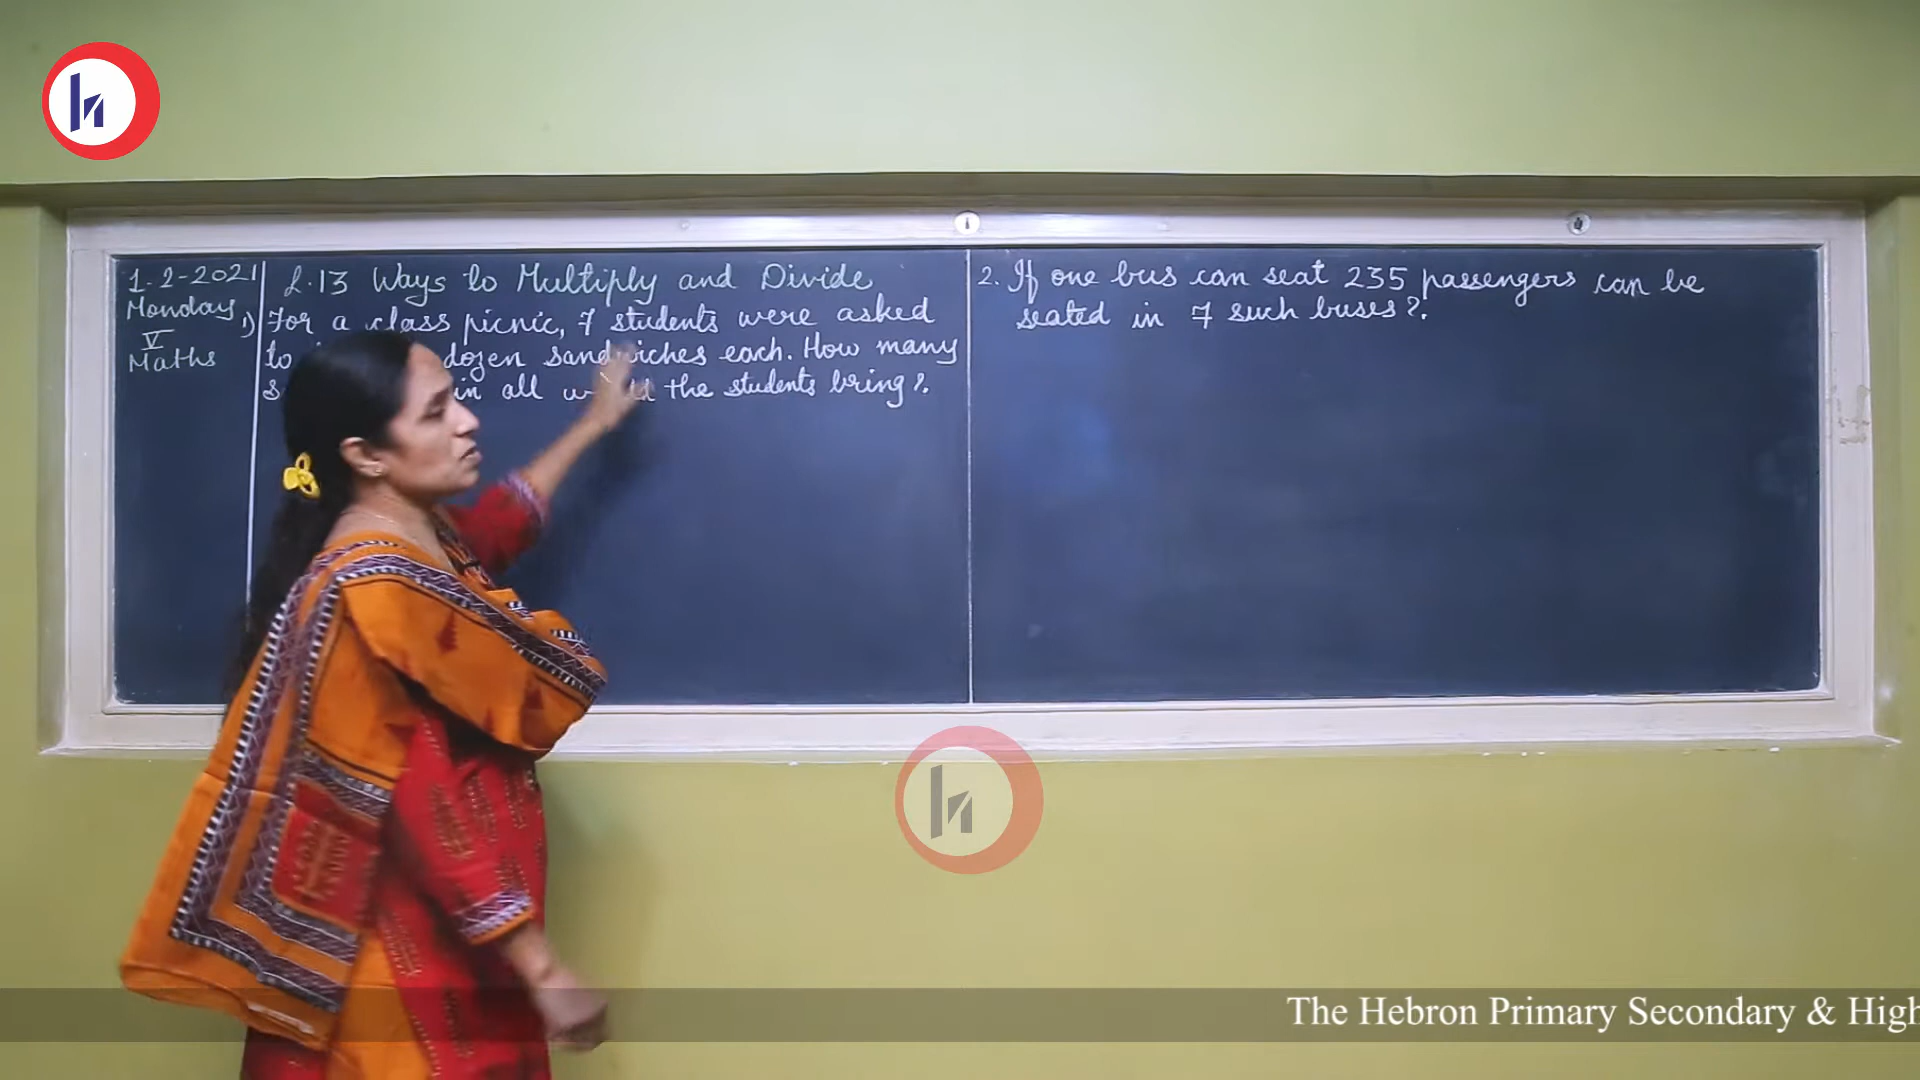 1-2-2021
Monday
V
Maths
L.13 Ways to Multiply and Divide
1) For a class picnic, 7 students were asked
to dozen sandwiches each. How many
in all the students bring?.
2. If one bus can seat 235 passengers can be
seated in 7 such buses?.
The Hebron Primary Secondary & High